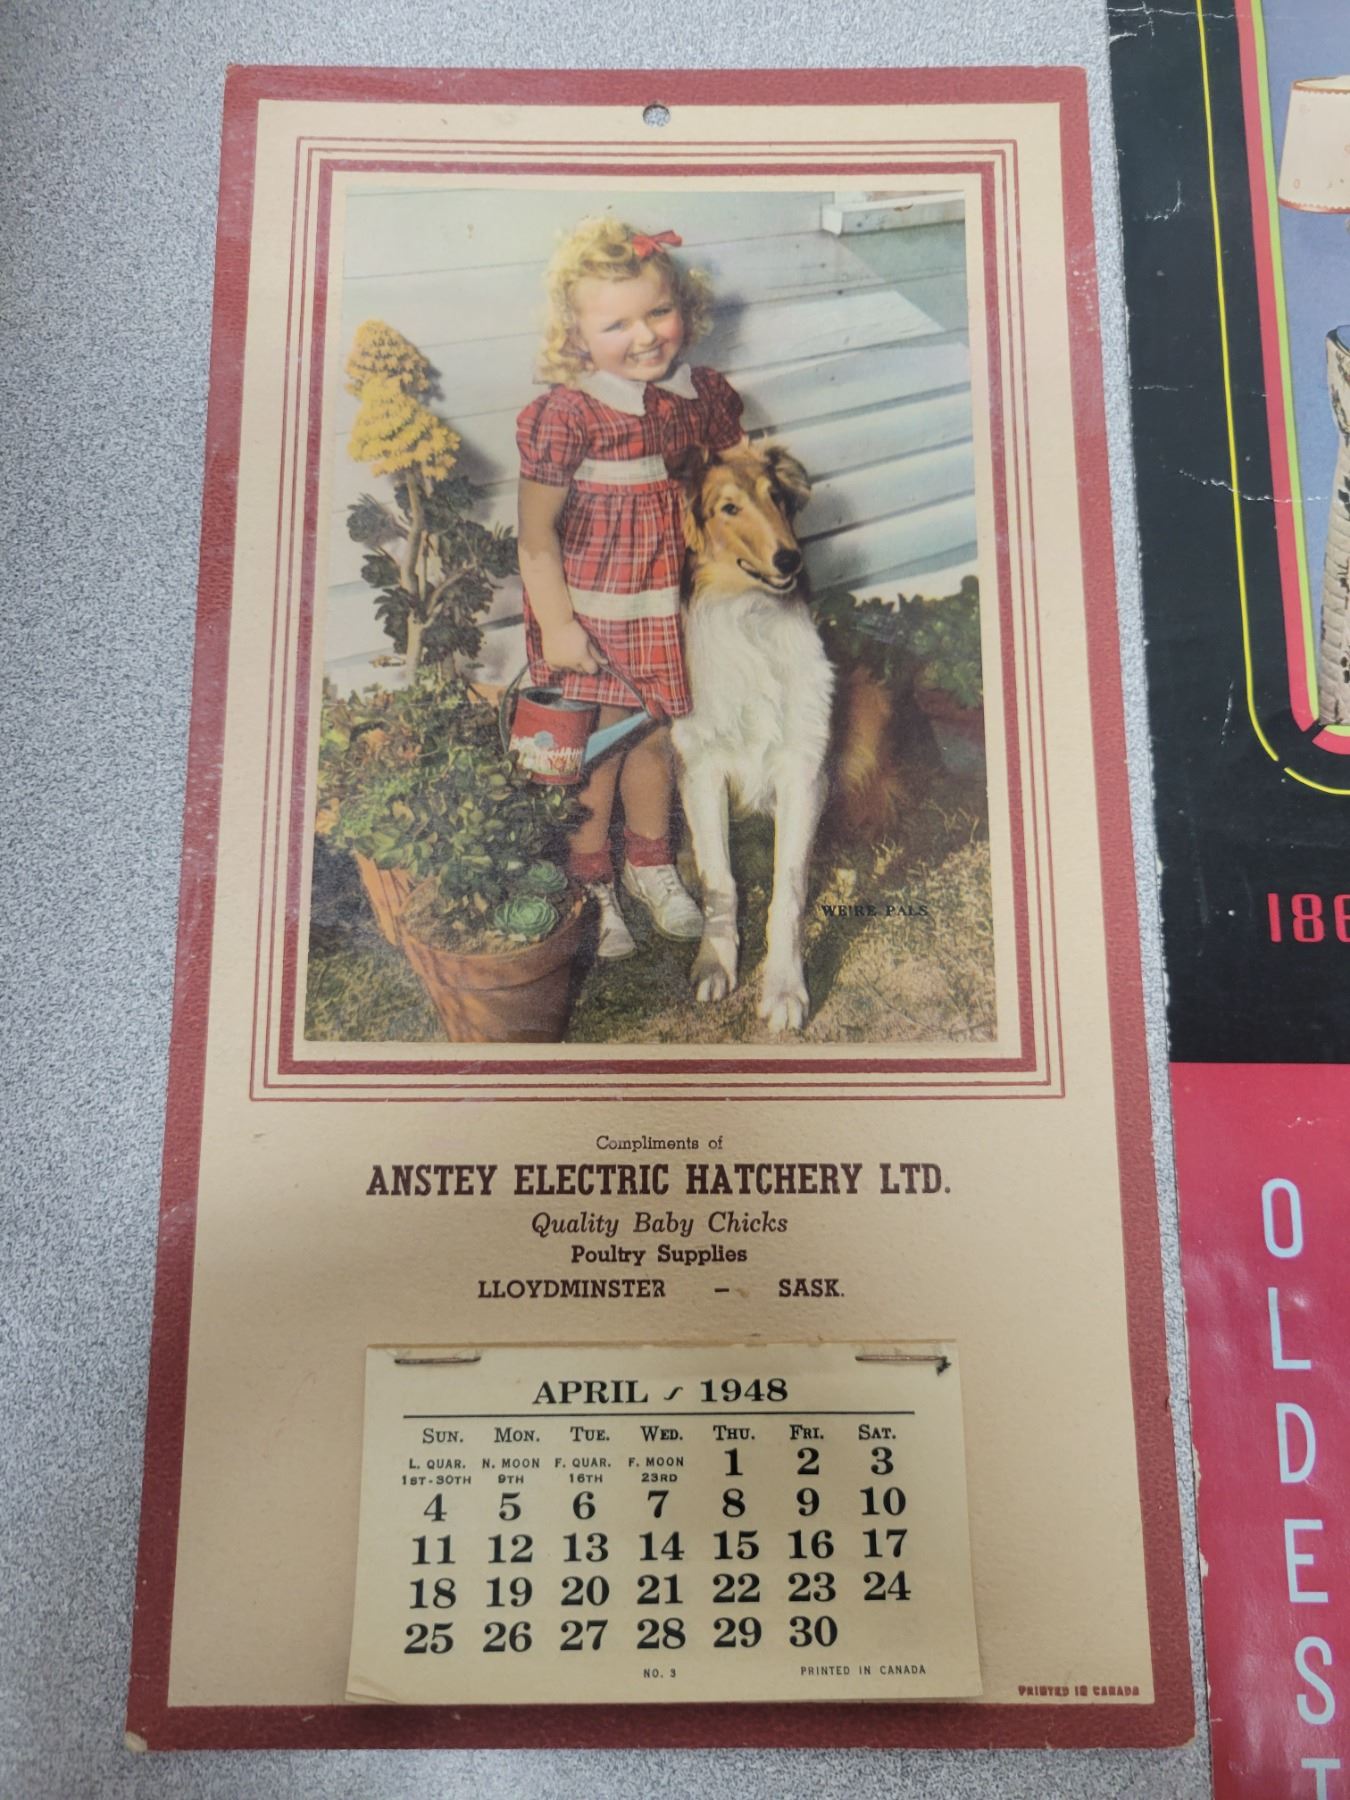 WE'RE PALS
Compliments of
ANSTEY ELECTRIC HATCHERY LTD.
Quality Baby Chicks
Poultry Supplies
LLOYDMINSTER - SASK.
APRIL 1948
SUN. MON. TUE. WED. THU. FRI. SAT.
L. QUAR. N. MOON F. QUAR. F. MOON 1 2 3
1ST-30TH 9TH 16TH 23RD
4 5 6 7 8 9 10
11 12 13 14 15 16 17
18 19 20 21 22 23 24
25 26 27 28 29 30
NO. 3 PRINTED IN CANADA
PRINTED IN CANADA
OLDEST